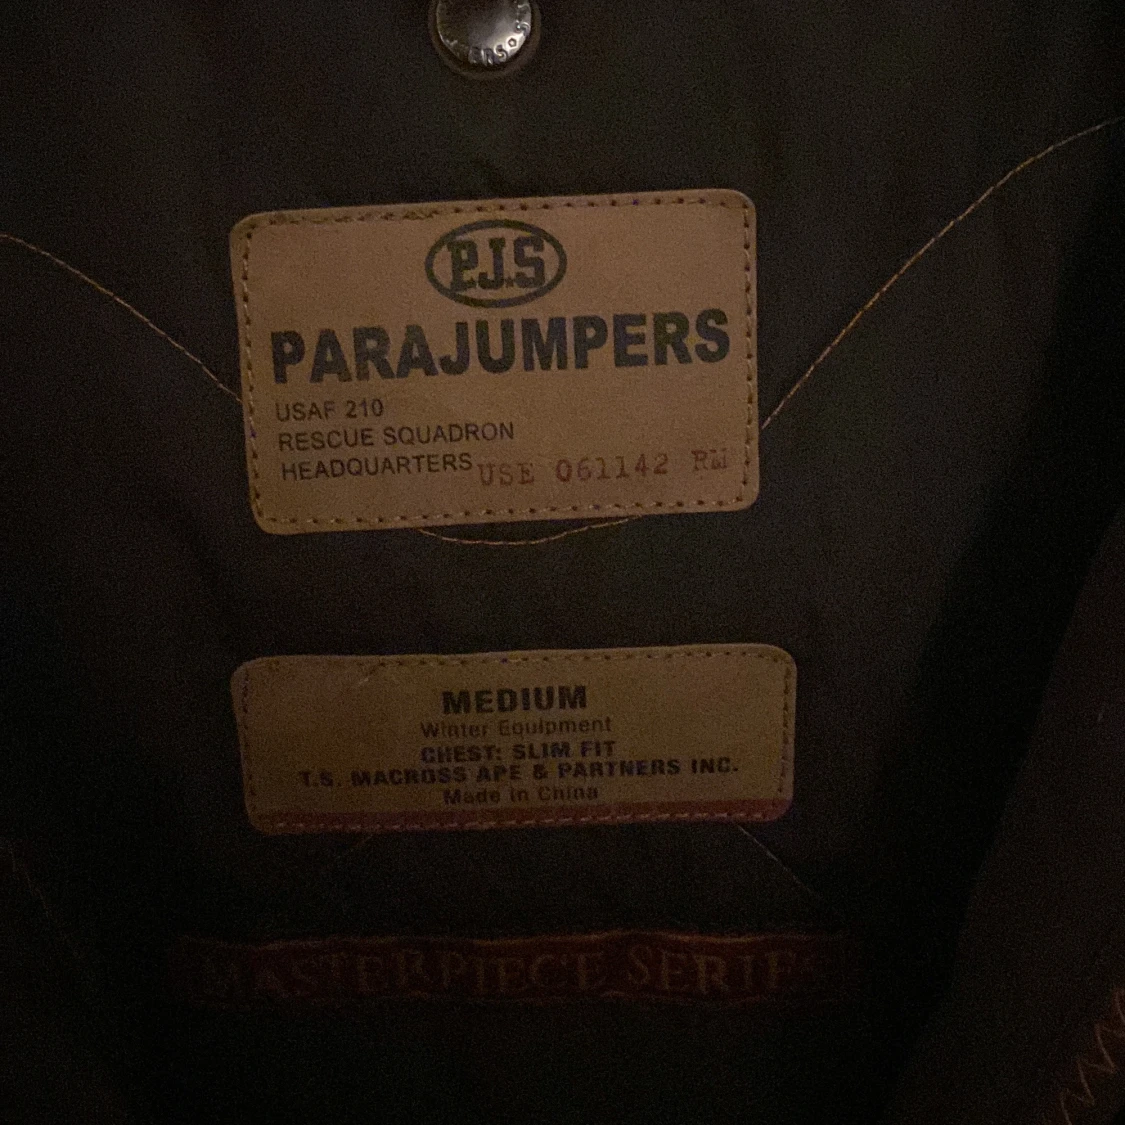 P.J.S
PARAJUMPERS
USAF 210
RESCUE SQUADRON
HEADQUARTERS
USE 061142 RM
MEDIUM
Winter Equipment
CHEST: SLIM FIT
T.S. MACROSS APE & PARTNERS INC.
Made in China
MASTERPIECE SERIES